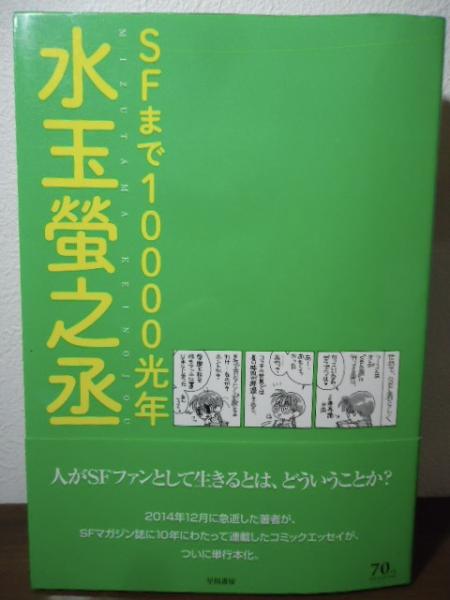 SFまで10000光年
水玉螢之丞
MIZUTAMA KEINOJOU
人がSFファンとして生きるとは、どういうことか?
2014年12月に急逝した著者が、
SFマガジン誌に10年にわたって連載したコミックエッセイが、
ついに単行本化。
早川書房
70